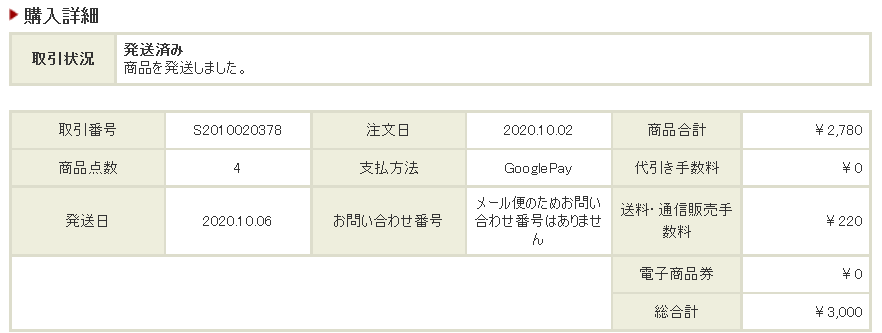 購入詳細
取引状況
発送済み
商品を発送しました。
取引番号 S2010020378 注文日 2020.10.02 商品合計 ¥2,780
商品点数 4 支払方法 GooglePay 代引き手数料 ¥0
発送日 2020.10.06 お問い合わせ番号
メール便のためお問い
合わせ番号はありませ
ん
送料・通信販売手
数料
¥220
電子商品券 ¥0
総合計 ¥3,000